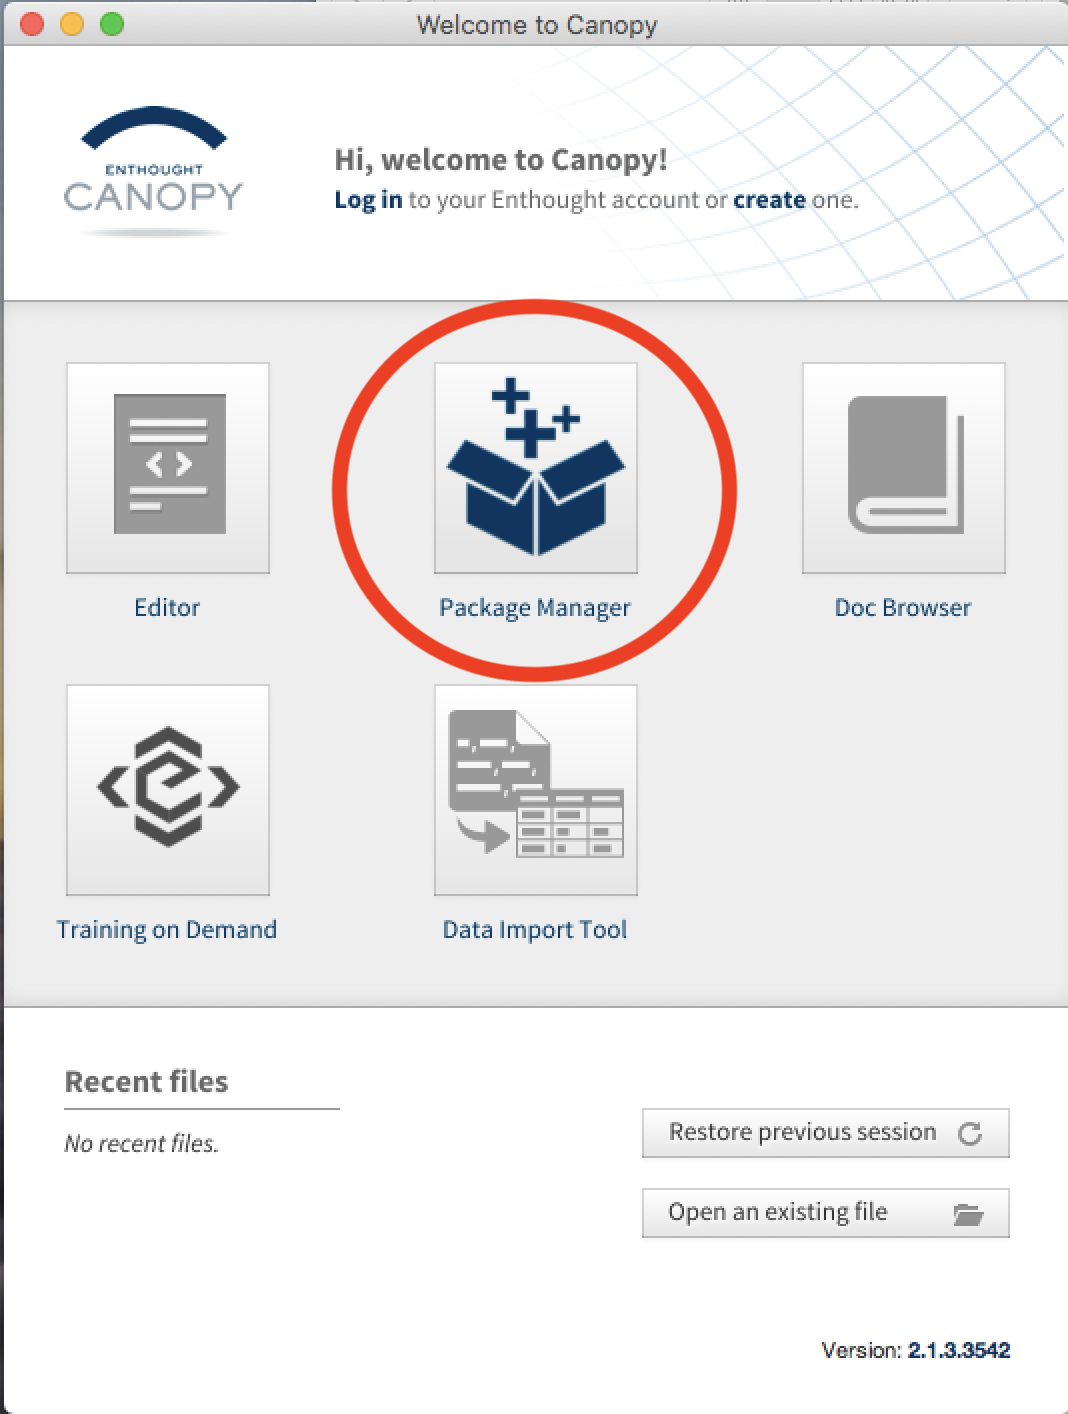 Welcome to Canopy
ENTHOUGHT
CANOPY
Hi, welcome to Canopy!
Log in to your Enthought account or create one.
Editor
Package Manager
Doc Browser
Training on Demand
Data Import Tool
Recent files
No recent files.
Restore previous session
Open an existing file
Version: 2.1.3.3542